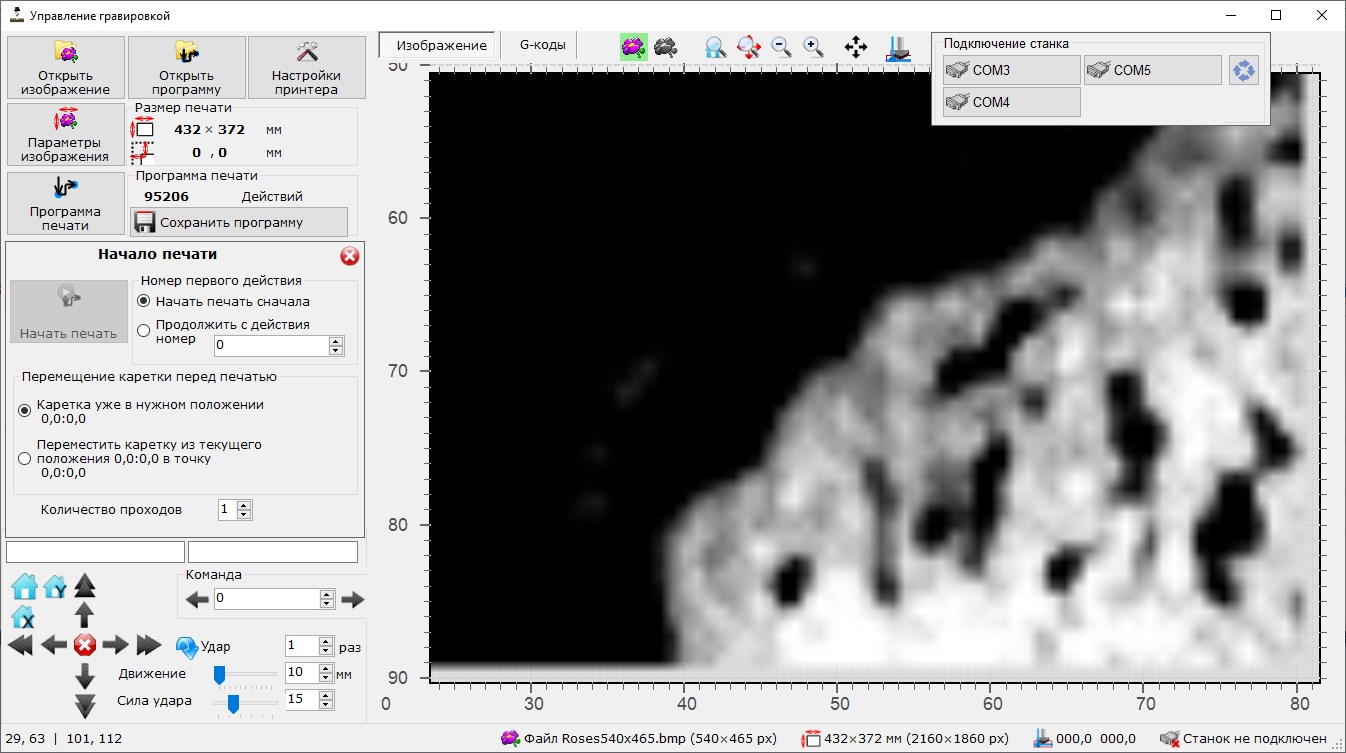 Управление гравировкой
Открыть
изображение
Открыть
программу
Настройки
принтера
Изображение
G-коды
Подключение станка
COM3
COM5
COM4
Параметры
изображения
Размер печати
432 × 372 мм
0 , 0 мм
Программа
печати
Программа печати
95206 Действий
Сохранить программу
Начало печати
Начать печать
Номер первого действия
Начать печать сначала
Продолжить с действия
номер
0
Перемещение каретки перед печатью
Каретка уже в нужном положении
0,0:0,0
Переместить каретку из текущего
положения 0,0:0,0 в точку
0,0:0,0
Количество проходов 1
Команда
0
Y
X
Удар 1 раз
Движение 10 мм
Сила удара 15
50
60
70
80
90
0 30 40 50 60 70 80
29, 63 | 101, 112
Файл Roses540x465.bmp (540×465 px)
432×372 мм (2160×1860 px)
000,0 000,0
Станок не подключен